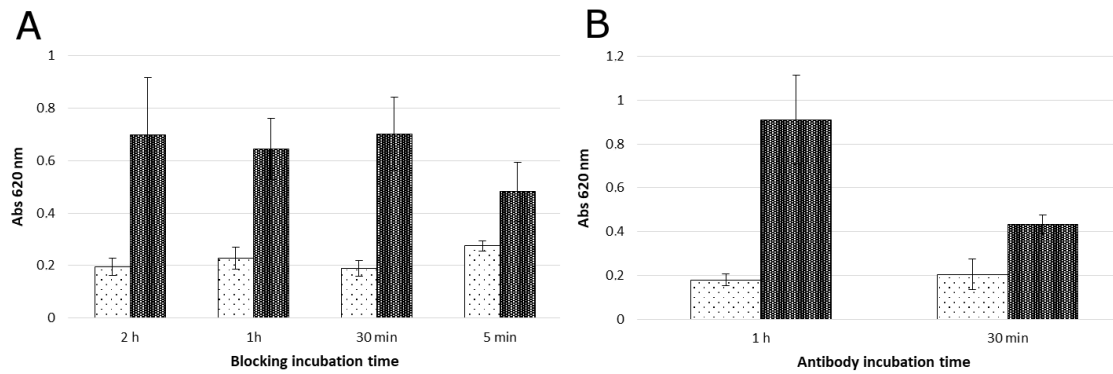 A
Abs 620 nm
1
0.8
0.6
0.4
0.2
0
2 h
1h
30 min
5 min
Blocking incubation time
B
Abs 620 nm
1.2
1
0.8
0.6
0.4
0.2
0
1 h
30 min
Antibody incubation time